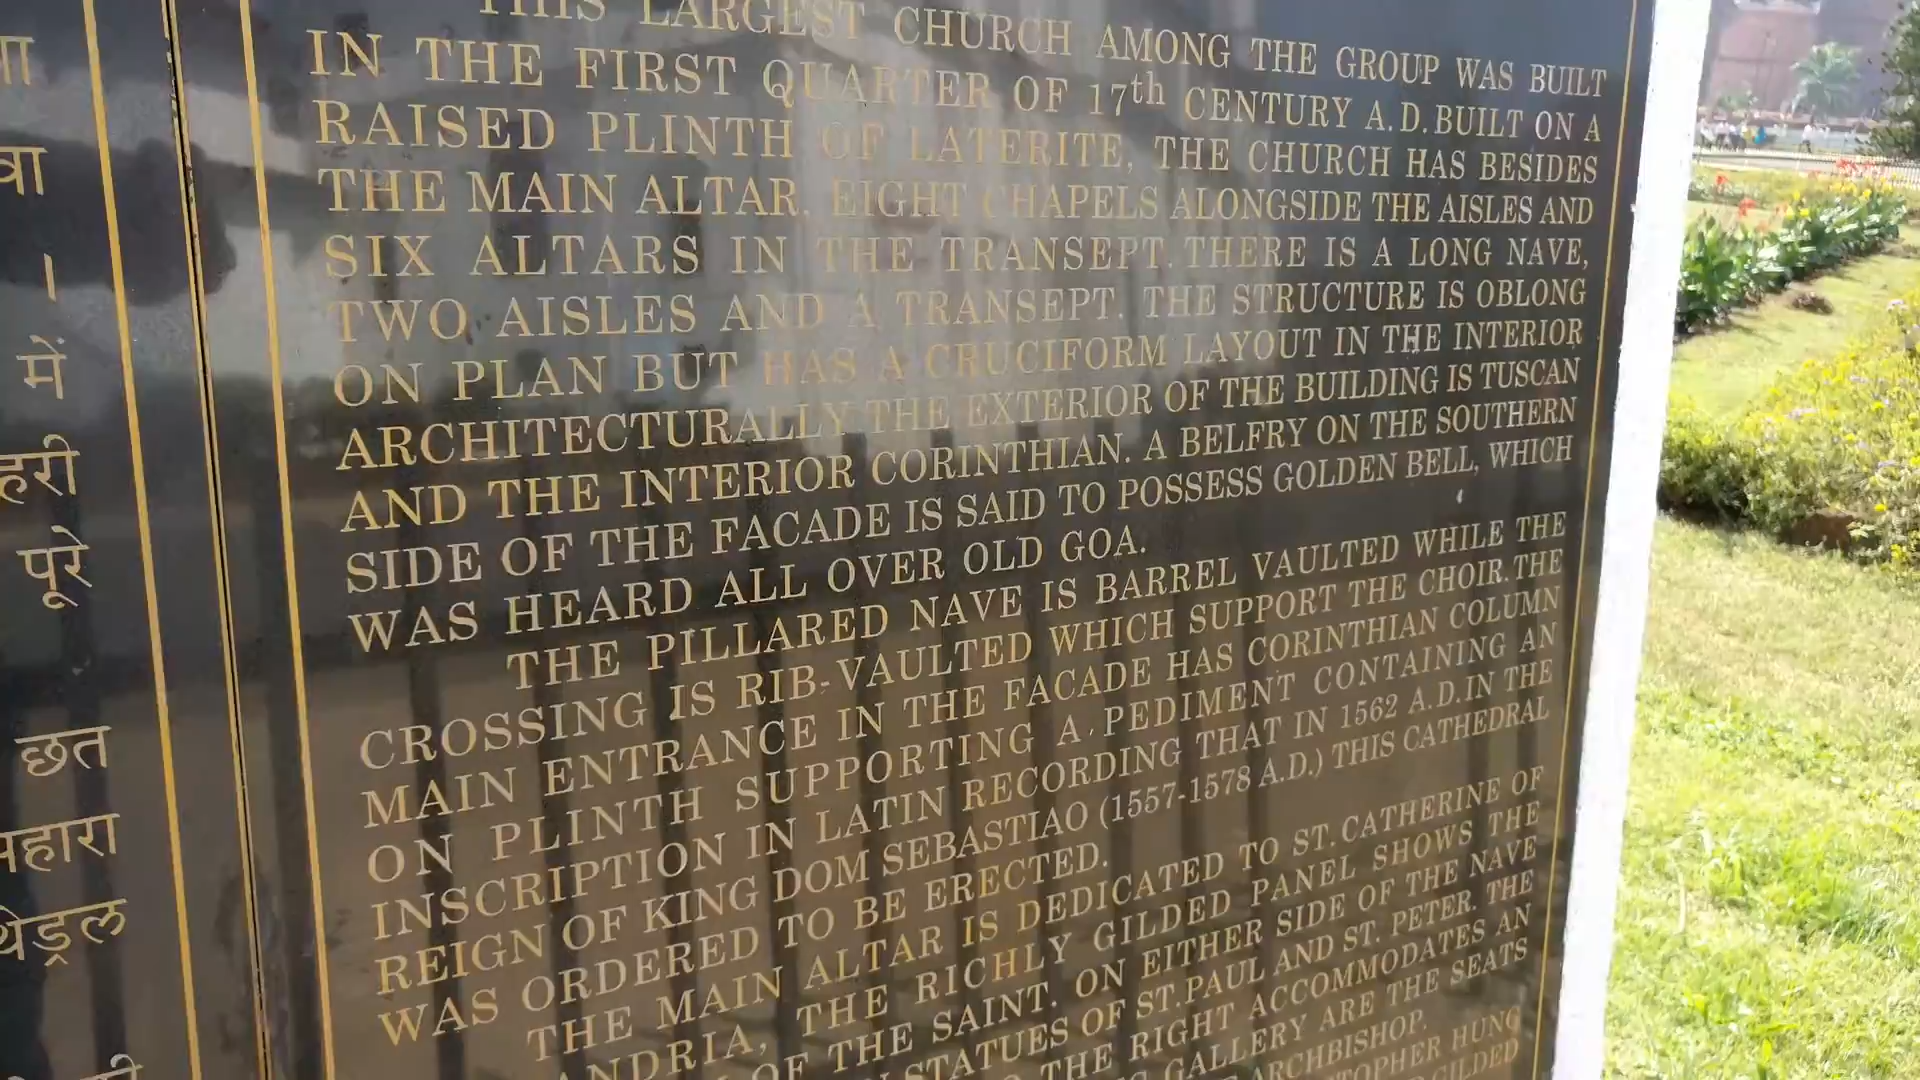 ता
वा
।
में
हरी
पूरे
छत
महारा
थेड्रल
THIS LARGEST CHURCH AMONG THE GROUP WAS BUILT
IN THE FIRST QUARTER OF 17th CENTURY A.D. BUILT ON A
RAISED PLINTH OF LATERITE, THE CHURCH HAS BESIDES
THE MAIN ALTAR, EIGHT CHAPELS ALONGSIDE THE AISLES AND
SIX ALTARS IN THE TRANSEPT. THERE IS A LONG NAVE,
TWO AISLES AND A TRANSEPT. THE STRUCTURE IS OBLONG
ON PLAN BUT HAS A CRUCIFORM LAYOUT IN THE INTERIOR
ARCHITECTURALLY THE EXTERIOR OF THE BUILDING IS TUSCAN
AND THE INTERIOR CORINTHIAN. A BELFRY ON THE SOUTHERN
SIDE OF THE FACADE IS SAID TO POSSESS GOLDEN BELL, WHICH
WAS HEARD ALL OVER OLD GOA.
THE PILLARED NAVE IS BARREL VAULTED WHILE THE
CROSSING IS RIB-VAULTED WHICH SUPPORT THE CHOIR. THE
MAIN ENTRANCE IN THE FACADE HAS CORINTHIAN COLUMN
ON PLINTH SUPPORTING A PEDIMENT CONTAINING AN
INSCRIPTION IN LATIN RECORDING THAT IN 1562 A.D. IN THE
REIGN OF KING DOM SEBASTIAO (1557-1578 A.D.) THIS CATHEDRAL
WAS ORDERED TO BE ERECTED.
THE MAIN ALTAR IS DEDICATED TO ST. CATHERINE OF
ANDRIA, THE RICHLY GILDED PANEL SHOWS THE
OF THE SAINT. ON EITHER SIDE OF THE NAVE
STATUES OF ST. PAUL AND ST. PETER. THE
THE RIGHT ACCOMMODATES AN
GALLERY ARE THE SEATS
ARCHBISHOP.
TOPHER HUNG
GILDED